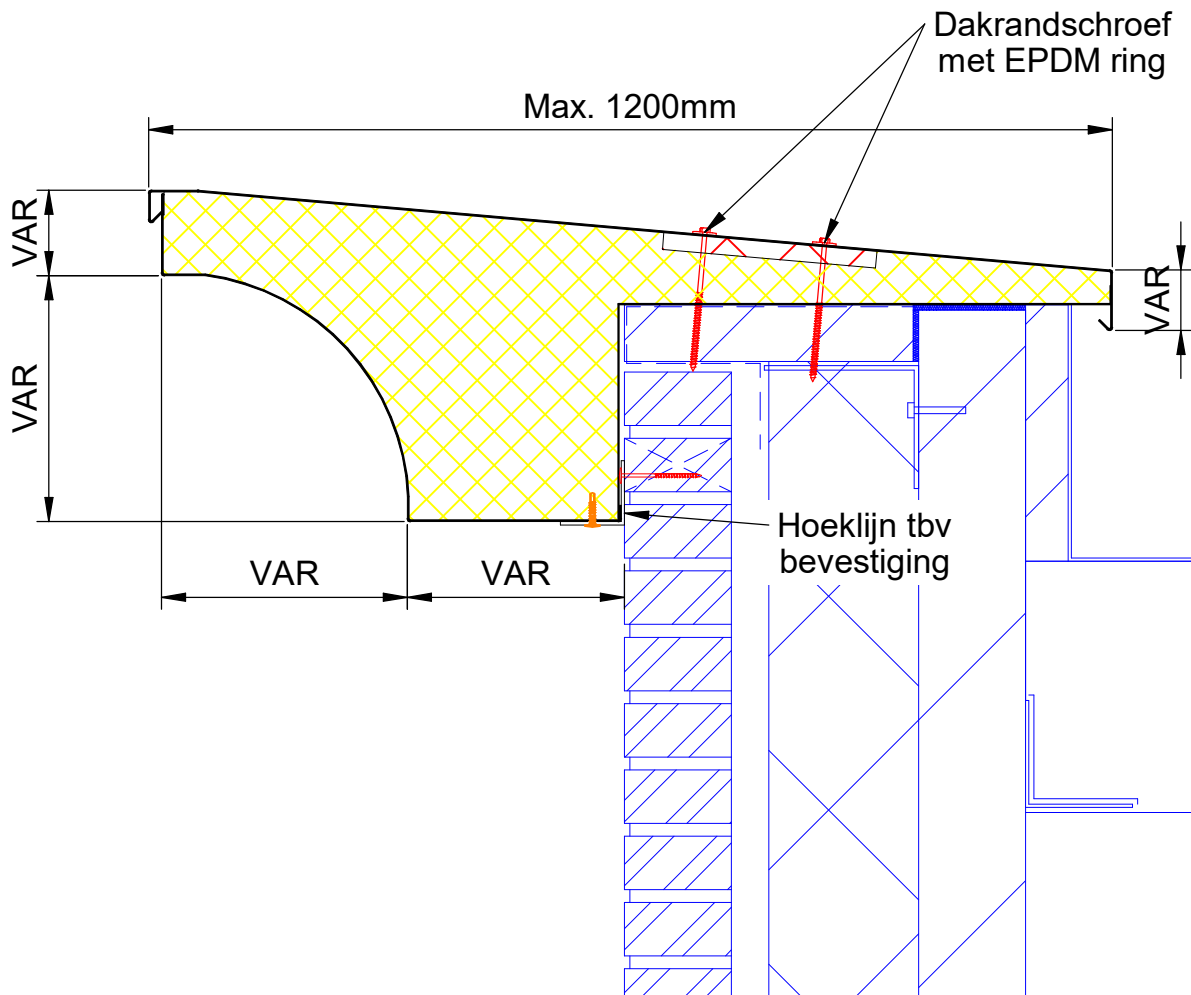 Dakrandschroef
met EPDM ring
Max. 1200mm
VAR
VAR
VAR
Hoeklijn tbv
bevestiging
VAR
VAR